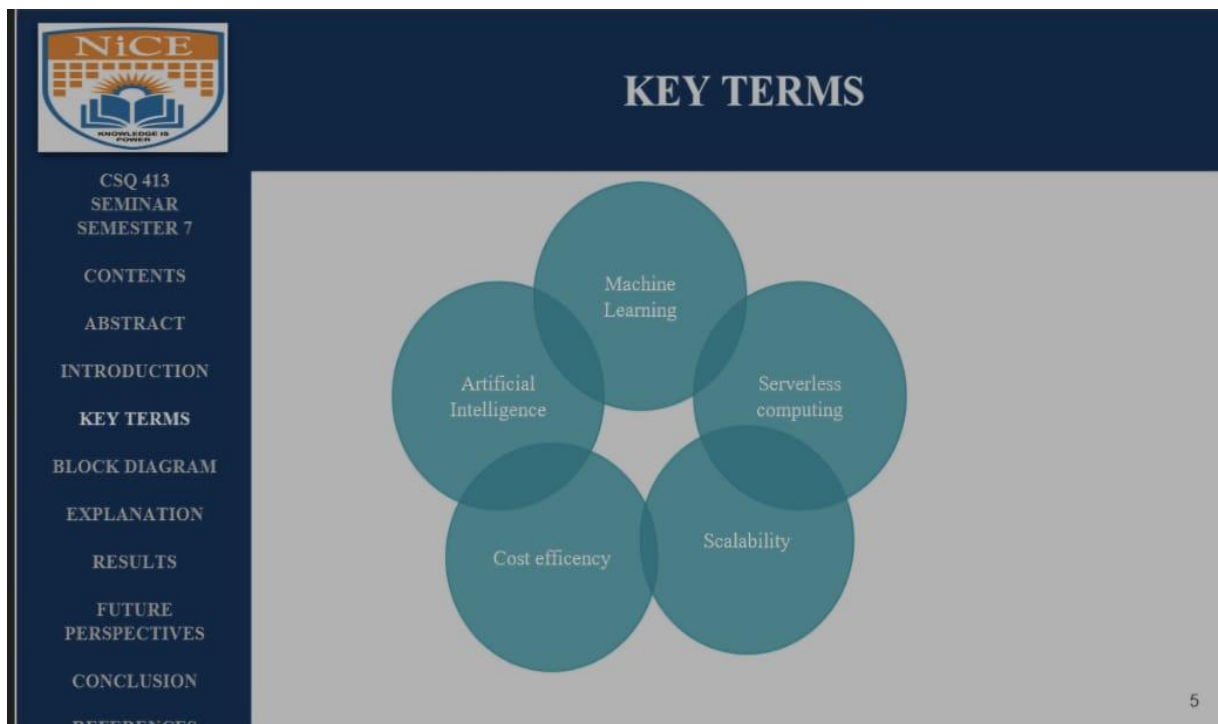 NiCE
KNOWLEDGE IS
POWER
KEY TERMS
CSQ 413
SEMINAR
SEMESTER 7
CONTENTS
ABSTRACT
INTRODUCTION
KEY TERMS
BLOCK DIAGRAM
EXPLANATION
RESULTS
FUTURE
PERSPECTIVES
CONCLUSION
REFERENCES
Machine
Learning
Artificial
Intelligence
Serverless
computing
Cost efficency
Scalability
5